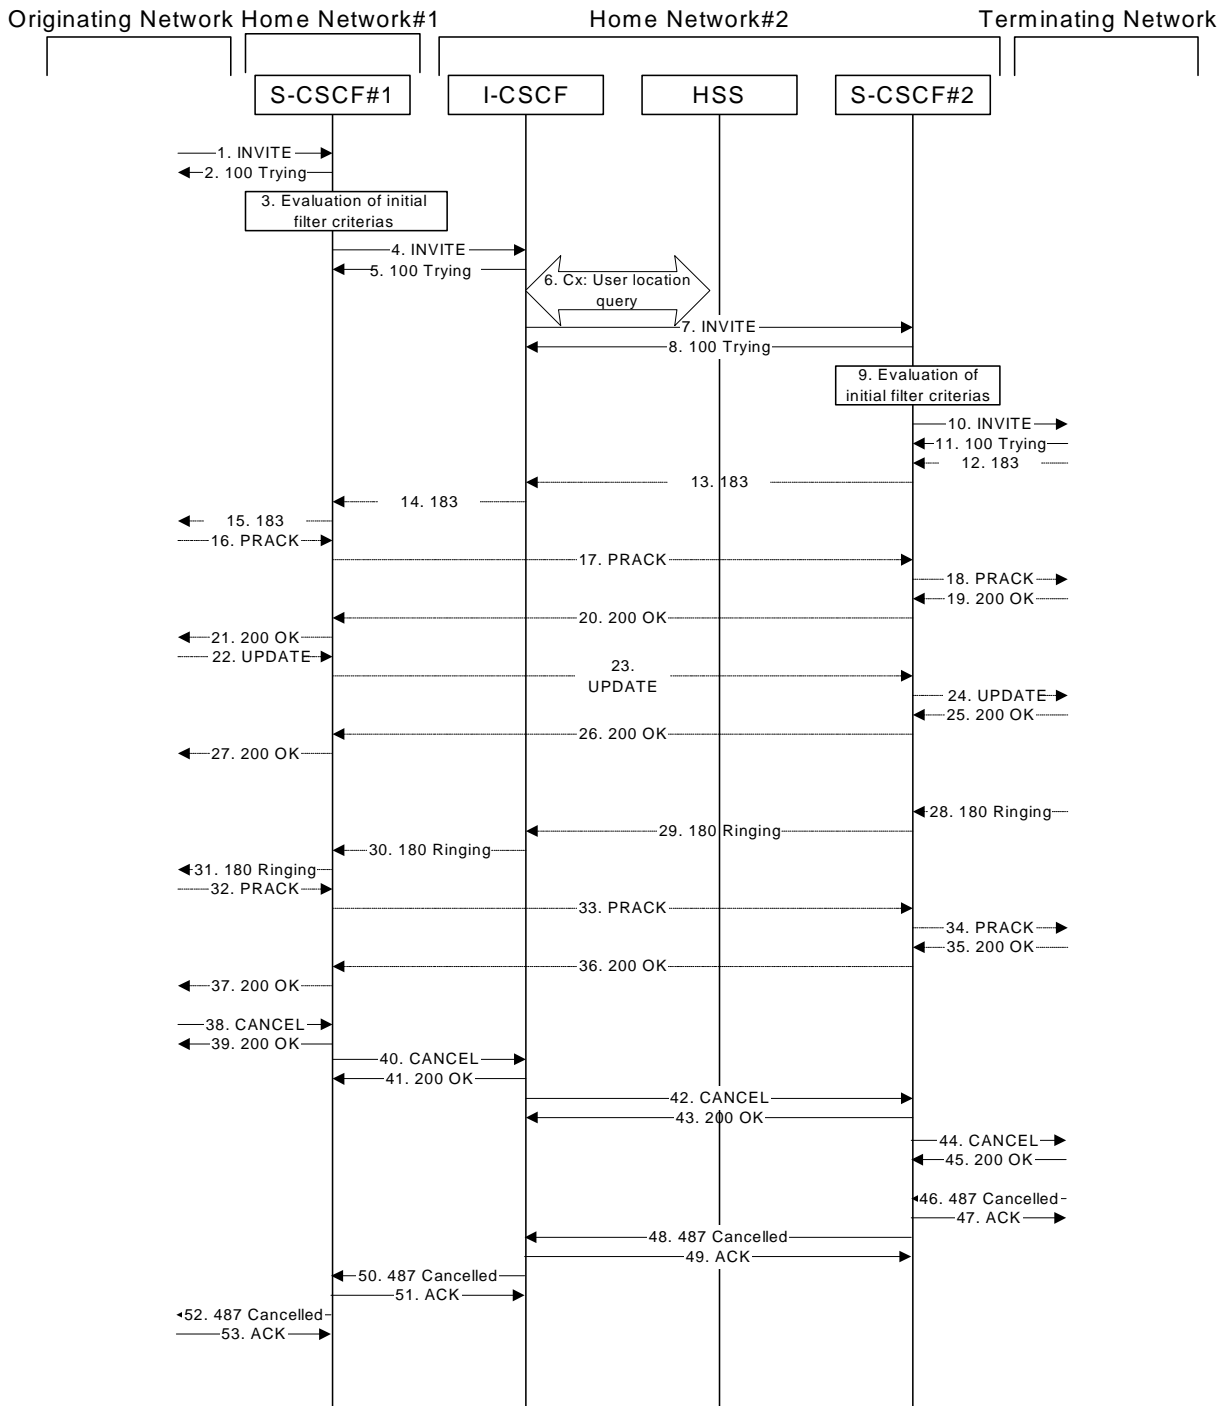 Originating Network Home Network#1 Home Network#2 Terminating Network
S-CSCF#1 I-CSCF HSS S-CSCF#2
1. INVITE
2. 100 Trying
3. Evaluation of initial
filter criterias
4. INVITE
5. 100 Trying
6. Cx: User location
query
7. INVITE
8. 100 Trying
9. Evaluation of
initial filter criterias
10. INVITE
11. 100 Trying
12. 183
13. 183
14. 183
15. 183
16. PRACK
17. PRACK
18. PRACK
19. 200 OK
20. 200 OK
21. 200 OK
22. UPDATE
23.
UPDATE
24. UPDATE
25. 200 OK
26. 200 OK
27. 200 OK
28. 180 Ringing
29. 180 Ringing
30. 180 Ringing
31. 180 Ringing
32. PRACK
33. PRACK
34. PRACK
35. 200 OK
36. 200 OK
37. 200 OK
38. CANCEL
39. 200 OK
40. CANCEL
41. 200 OK
42. CANCEL
43. 200 OK
44. CANCEL
45. 200 OK
46. 487 Cancelled
47. ACK
48. 487 Cancelled
49. ACK
50. 487 Cancelled
51. ACK
52. 487 Cancelled
53. ACK